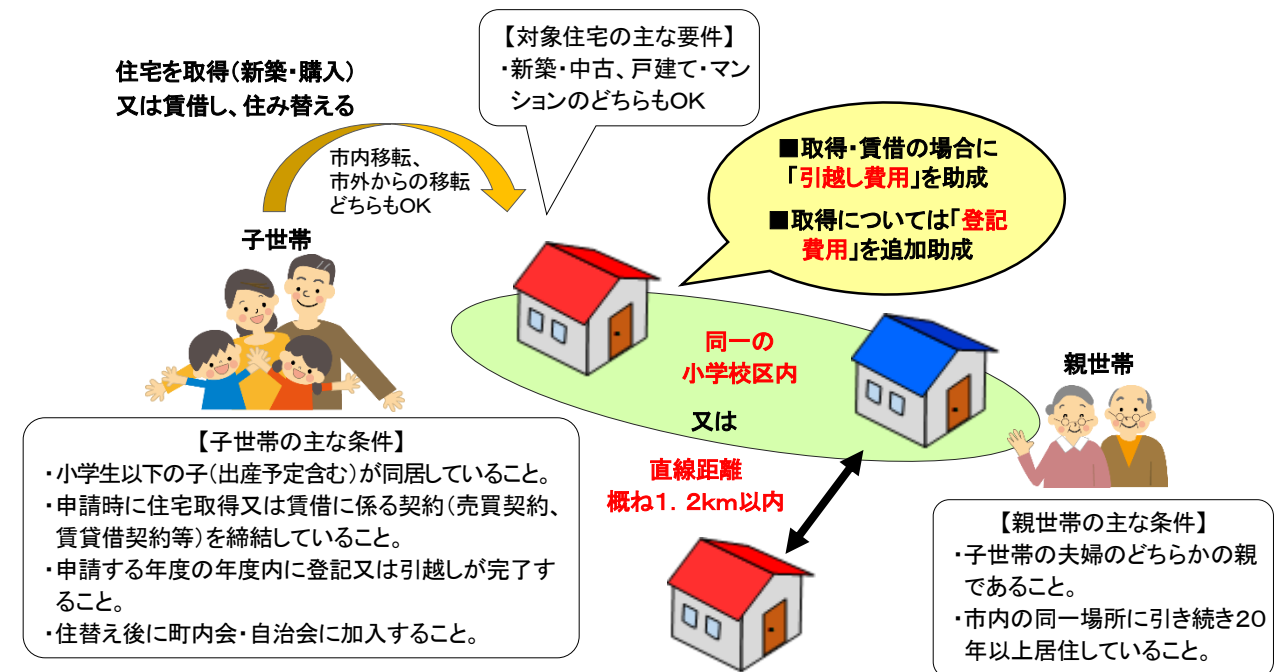 住宅を取得(新築・購入)
又は賃借し、住み替える
【対象住宅の主な要件】
・新築・中古、戸建て・マン
ションのどちらもOK
市内移転、
市外からの移転
どちらもOK
■取得・賃借の場合に
「引越し費用」を助成
■取得については「登記
費用」を追加助成
子世帯
同一の
小学校区内
又は
直線距離
概ね1.2km以内
親世帯
【子世帯の主な条件】
・小学生以下の子(出産予定含む)が同居していること。
・申請時に住宅取得又は賃借に係る契約(売買契約、
賃貸借契約等)を締結していること。
・申請する年度の年度内に登記又は引越しが完了す
ること。
・住替え後に町内会・自治会に加入すること。
【親世帯の主な条件】
・子世帯の夫婦のどちらかの親
であること。
・市内の同一場所に引き続き20
年以上居住していること。